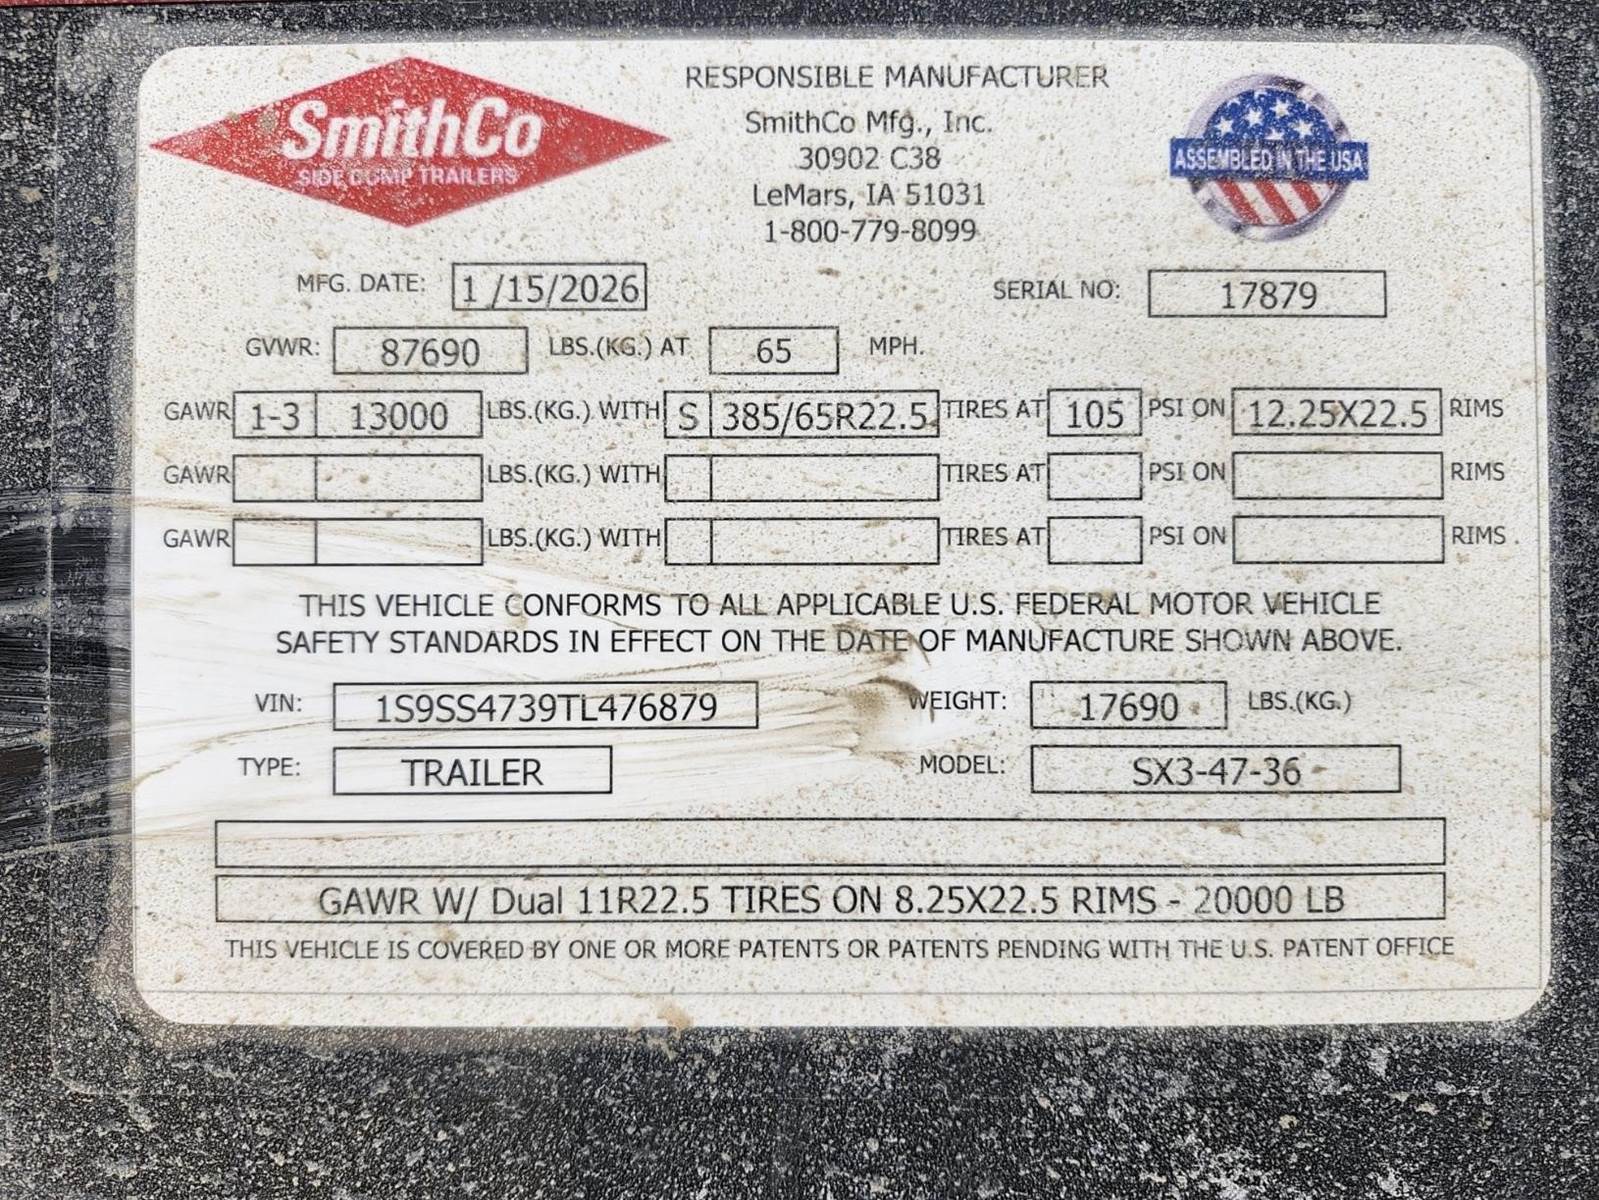 SmithCo
SIDE DUMP TRAILERS
RESPONSIBLE MANUFACTURER
SmithCo Mfg., Inc.
30902 C38
LeMars, IA 51031
1-800-779-8099
ASSEMBLED IN THE USA
MFG. DATE: 1 /15/2026 SERIAL NO: 17879
GVWR: 87690 LBS.(KG.) AT 65 MPH.
GAWR 1-3 13000 LBS.(KG.) WITH S 385/65R22.5 TIRES AT 105 PSI ON 12.25X22.5 RIMS
GAWR LBS.(KG.) WITH TIRES AT PSI ON RIMS
GAWR LBS.(KG.) WITH TIRES AT PSI ON RIMS
THIS VEHICLE CONFORMS TO ALL APPLICABLE U.S. FEDERAL MOTOR VEHICLE
SAFETY STANDARDS IN EFFECT ON THE DATE OF MANUFACTURE SHOWN ABOVE.
VIN: 1S9SS4739TL476879 WEIGHT: 17690 LBS.(KG.)
TYPE: TRAILER MODEL: SX3-47-36
GAWR W/ Dual 11R22.5 TIRES ON 8.25X22.5 RIMS - 20000 LB
THIS VEHICLE IS COVERED BY ONE OR MORE PATENTS OR PATENTS PENDING WITH THE U.S. PATENT OFFICE